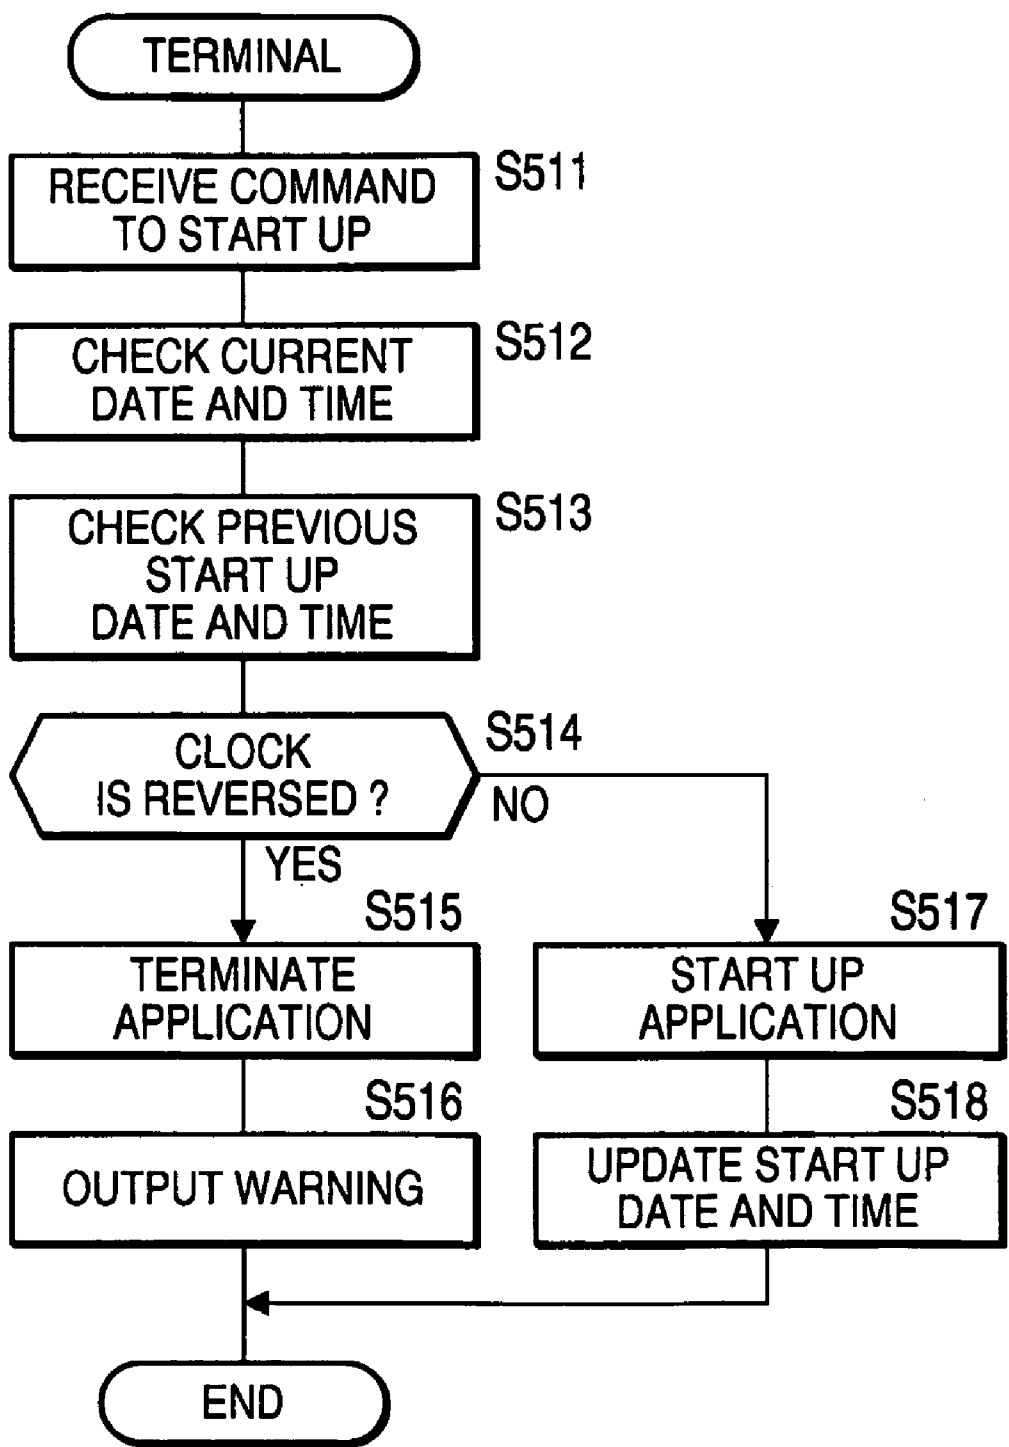 TERMINAL
RECEIVE COMMAND
TO START UP
S511
CHECK CURRENT
DATE AND TIME
S512
CHECK PREVIOUS
START UP
DATE AND TIME
S513
CLOCK
IS REVERSED ?
S514
NO
YES
S515
TERMINATE
APPLICATION
S517
START UP
APPLICATION
S516
OUTPUT WARNING
S518
UPDATE START UP
DATE AND TIME
END